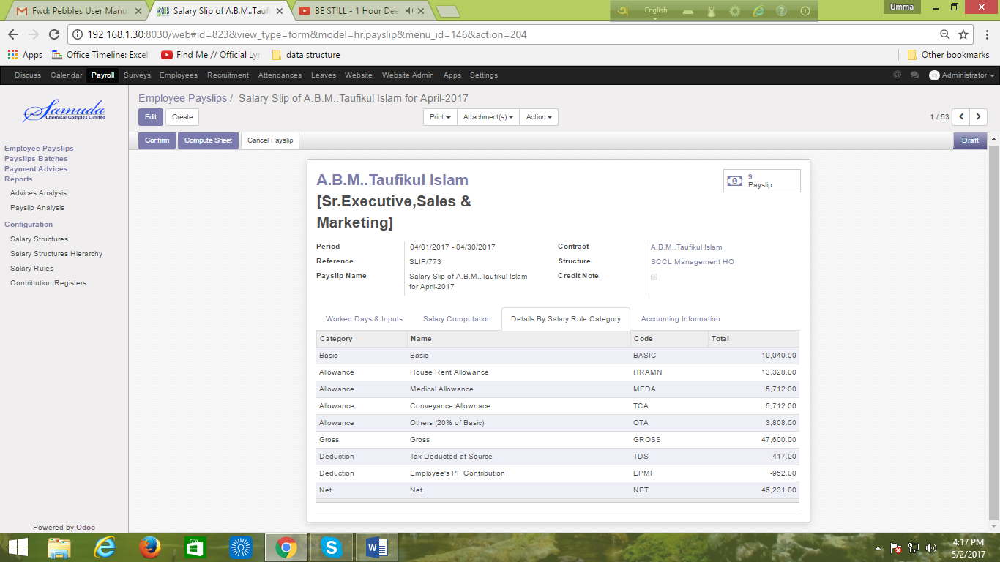 Fwd: Pebbles User Manu
Salary Slip of A.B.M..Taufi
BE STILL - 1 Hour Dee
English
Umma
192.168.1.30:8030/web#id=823&view_type=form&model=hr.payslip&menu_id=146&action=204
Apps Office Timeline: Excel Find Me // Official Lyr data structure Other bookmarks
Discuss Calendar Payroll Surveys Employees Recruitment Attendances Leaves Website Website Admin Apps Settings @ Administrator
Samuda
Chemical Complex Limited
Employee Payslips / Salary Slip of A.B.M..Taufikul Islam for April-2017
Edit Create Print Attachment(s) Action 1 / 53
Confirm Compute Sheet Cancel Payslip Draft
Employee Payslips
Payslips Batches
Payment Advices
Reports
Advices Analysis
Payslip Analysis
Configuration
Salary Structures
Salary Structures Hierarchy
Salary Rules
Contribution Registers
Powered by Odoo
A.B.M..Taufikul Islam
[Sr.Executive,Sales &
Marketing]
9
Payslip
Period 04/01/2017 - 04/30/2017 Contract A.B.M..Taufikul Islam
Reference SLIP/773 Structure SCCL Management HO
Payslip Name Salary Slip of A.B.M..Taufikul Islam Credit Note
for April-2017
Worked Days & Inputs Salary Computation Details By Salary Rule Category Accounting Information
Category Name Code Total
Basic Basic BASIC 19,040.00
Allowance House Rent Allowance HRAMN 13,328.00
Allowance Medical Allowance MEDA 5,712.00
Allowance Conveyance Allownace TCA 5,712.00
Allowance Others (20% of Basic) OTA 3,808.00
Gross Gross GROSS 47,600.00
Deduction Tax Deducted at Source TDS -417.00
Deduction Employee's PF Contribution EPMF -952.00
Net Net NET 46,231.00
4:17 PM
5/2/2017